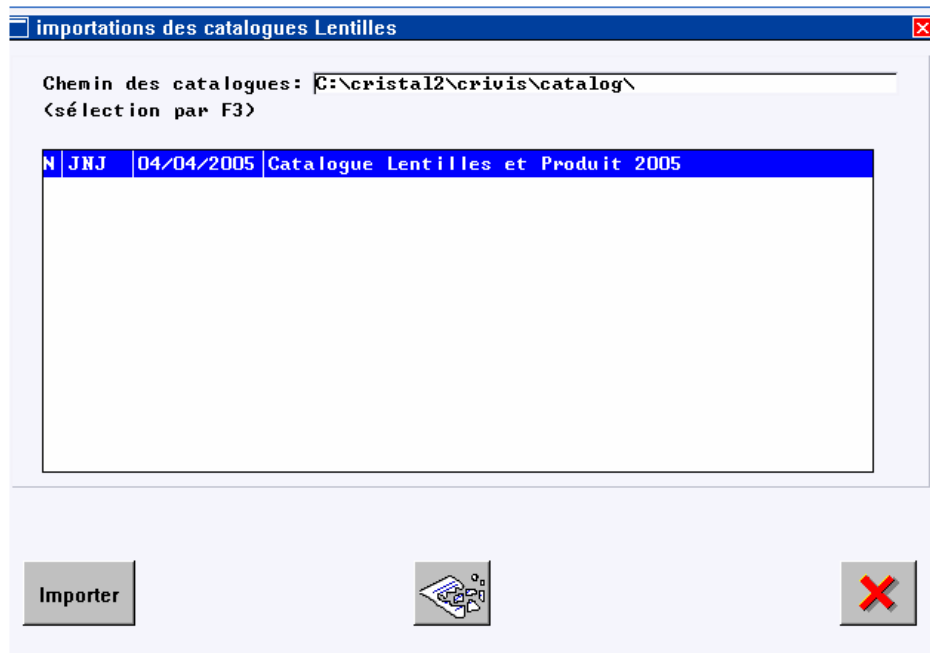 importations des catalogues Lentilles
Chemin des catalogues: C:\cristal2\crivis\catalog\
(sélection par F3)
N JNJ 04/04/2005 Catalogue Lentilles et Produit 2005
Importer